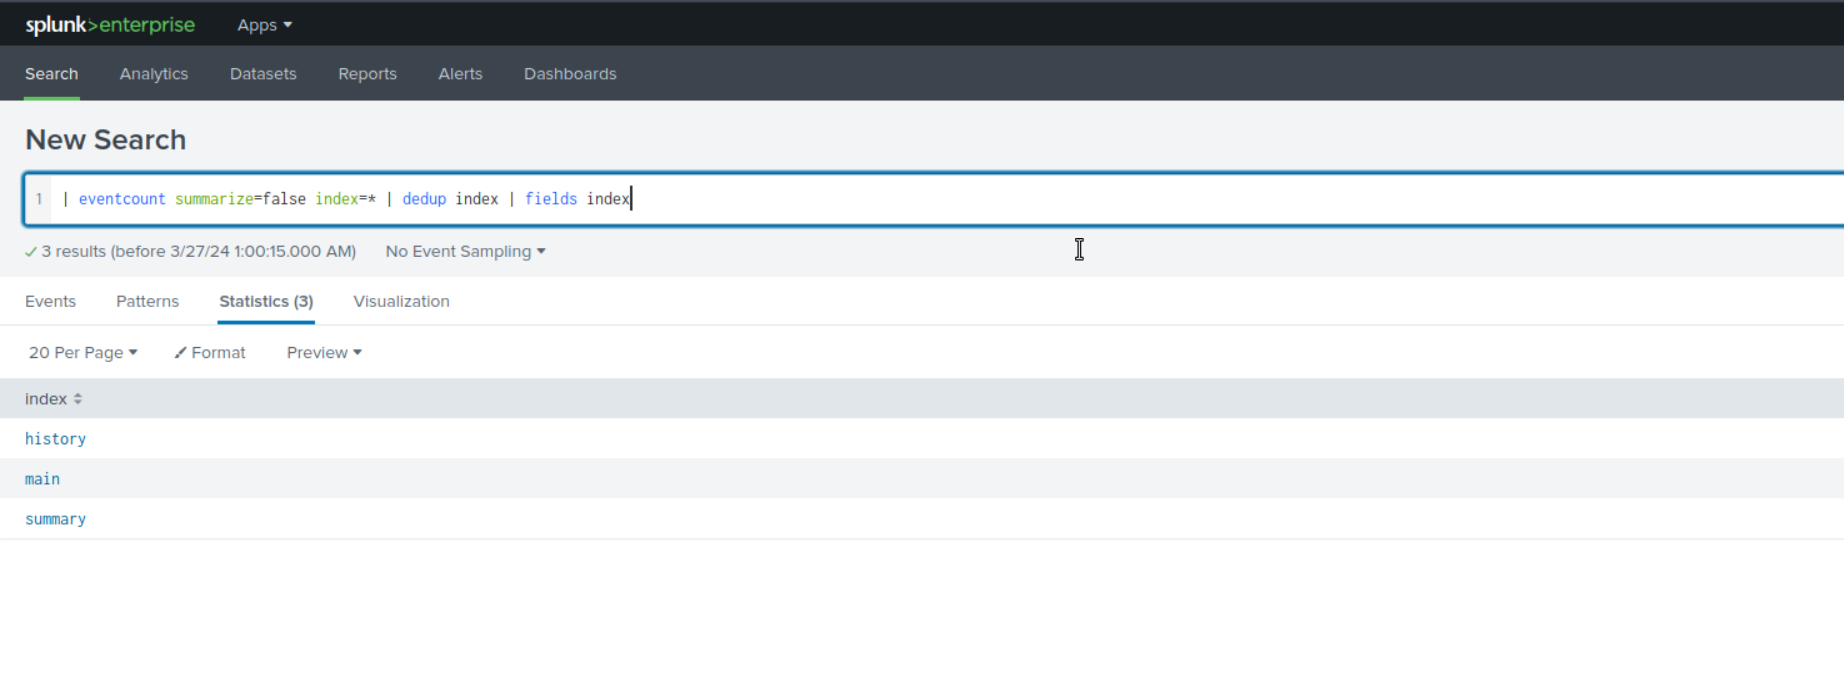 splunk>enterprise Apps
Search Analytics Datasets Reports Alerts Dashboards
New Search
1 | eventcount summarize=false index=* | dedup index | fields index
3 results (before 3/27/24 1:00:15.000 AM) No Event Sampling
Events Patterns Statistics (3) Visualization
20 Per Page Format Preview
index
history
main
summary